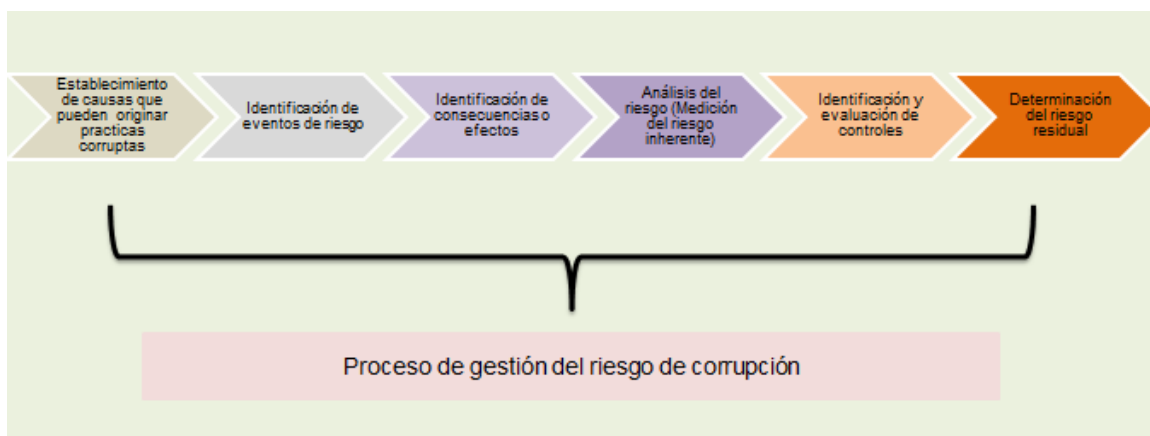 Establecimiento
de causas que
pueden originar
practicas
corruptas
Identificación de
eventos de riesgo
Identificación de
consecuencias o
efectos
Análisis del
riesgo (Medición
del riesgo
inherente)
Identificación y
evaluación de
controles
Determinación
del riesgo
residual
Proceso de gestión del riesgo de corrupción